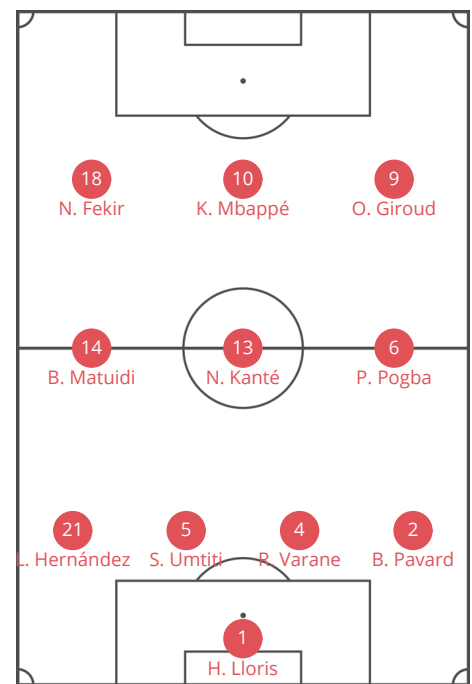 18
N. Fekir
10
K. Mbappé
9
O. Giroud
14
B. Matuidi
13
N. Kanté
6
P. Pogba
21
L. Hernández
5
S. Umtiti
4
R. Varane
2
B. Pavard
1
H. Lloris